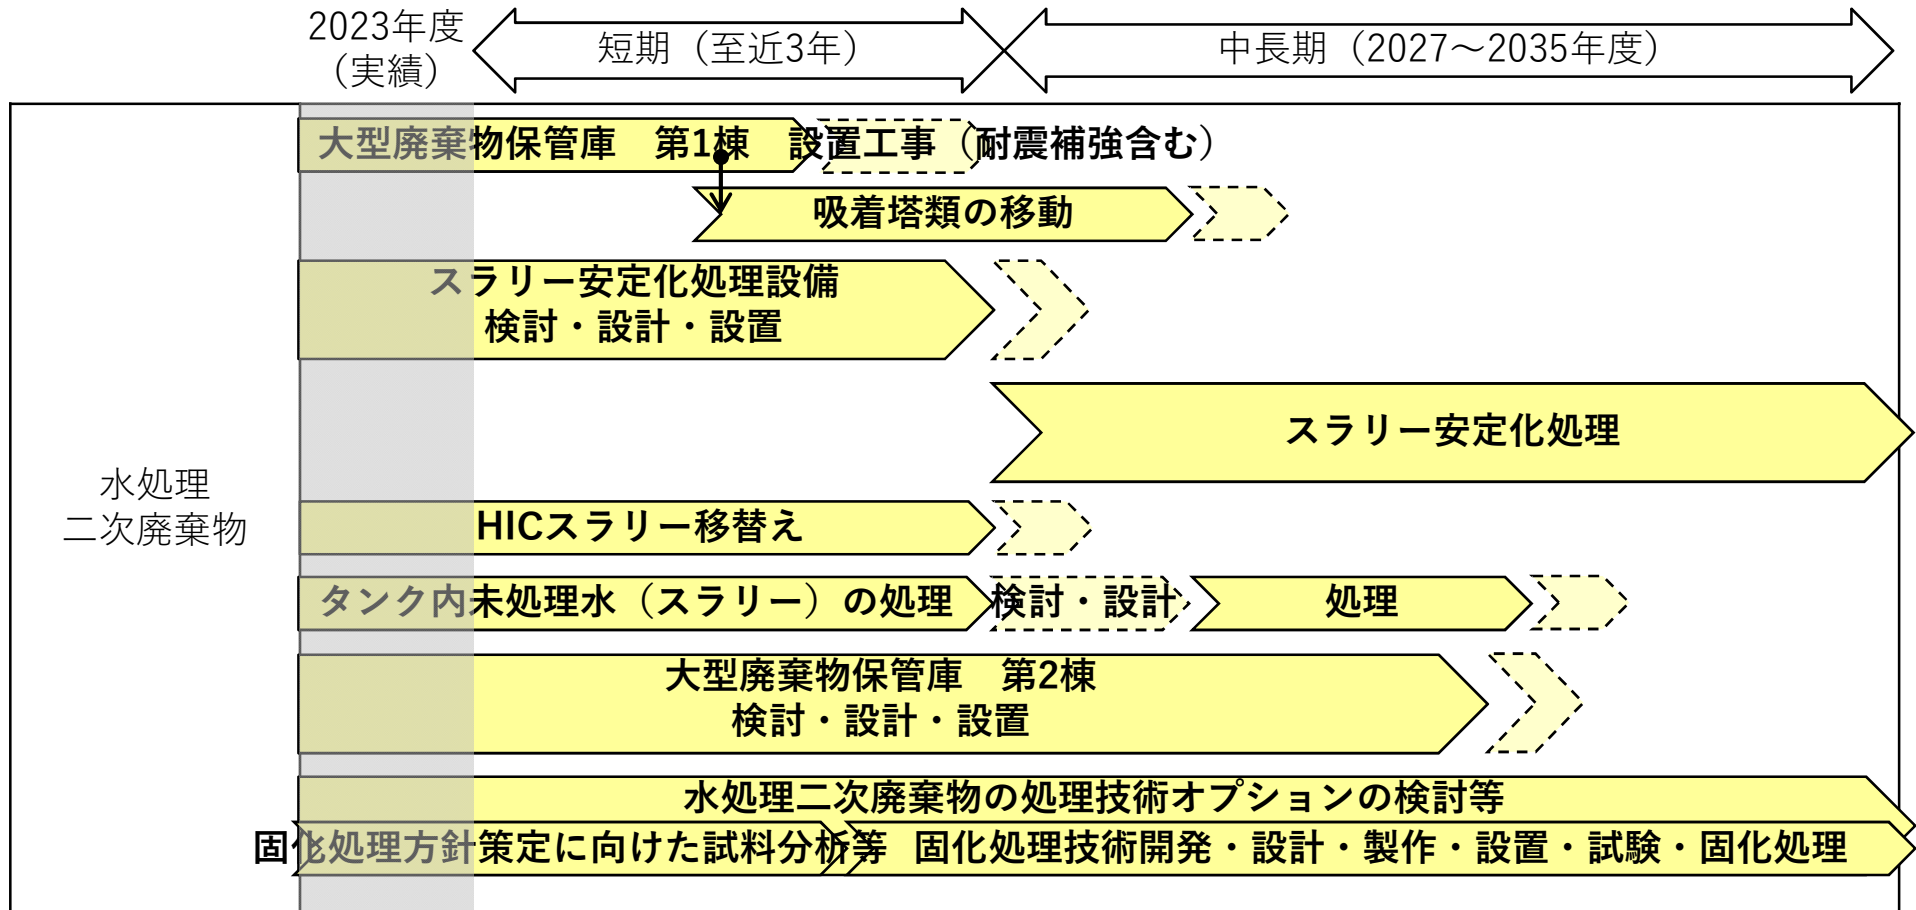 2023年度
(実績)
短期（至近3年）
中長期（2027～2035年度）
大型廃棄物保管庫　第1棟　設置工事（耐震補強含む）
吸着塔類の移動
スラリー安定化処理設備
検討・設計・設置
スラリー安定化処理
水処理
二次廃棄物
HICスラリー移替え
タンク内未処理水（スラリー）の処理
検討・設計
処理
大型廃棄物保管庫　第2棟
検討・設計・設置
水処理二次廃棄物の処理技術オプションの検討等
固化処理方針策定に向けた試料分析等
固化処理技術開発・設計・製作・設置・試験・固化処理